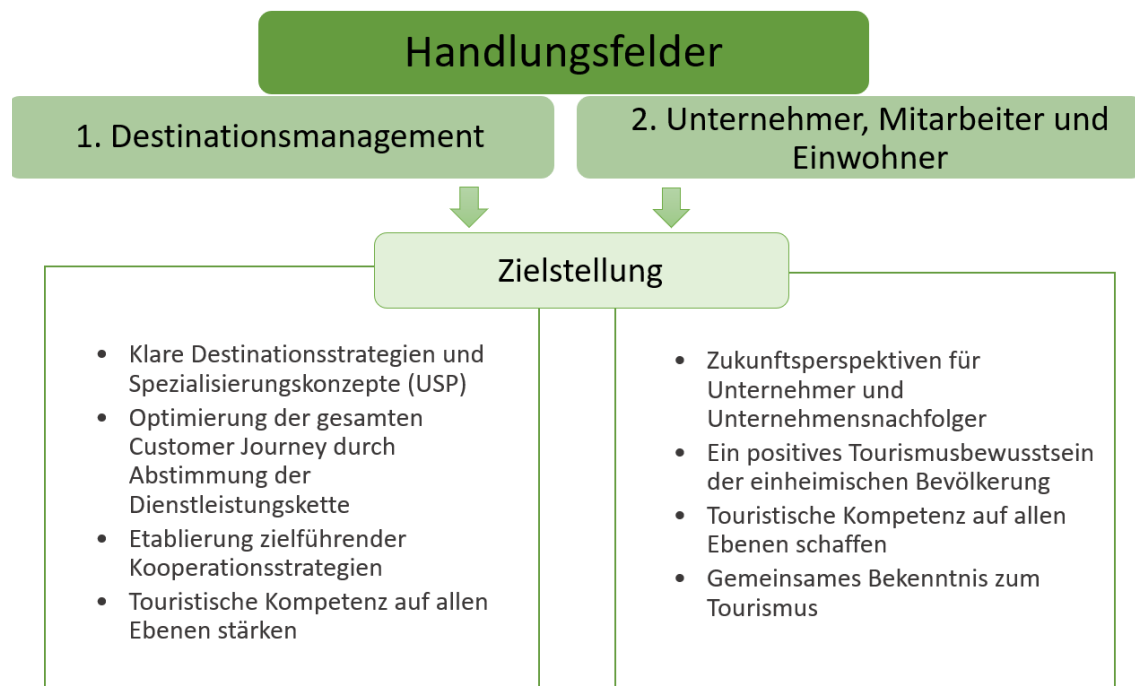 Handlungsfelder
1. Destinationsmanagement
2. Unternehmer, Mitarbeiter und
Einwohner
Zielstellung
• Klare Destinationsstrategien und
Spezialisierungskonzepte (USP)
• Optimierung der gesamten
Customer Journey durch
Abstimmung der
Dienstleistungskette
• Etablierung zielführender
Kooperationsstrategien
• Touristische Kompetenz auf allen
Ebenen stärken
• Zukunftsperspektiven für
Unternehmer und
Unternehmensnachfolger
• Ein positives Tourismusbewusstsein
der einheimischen Bevölkerung
• Touristische Kompetenz auf allen
Ebenen schaffen
• Gemeinsames Bekenntnis zum
Tourismus